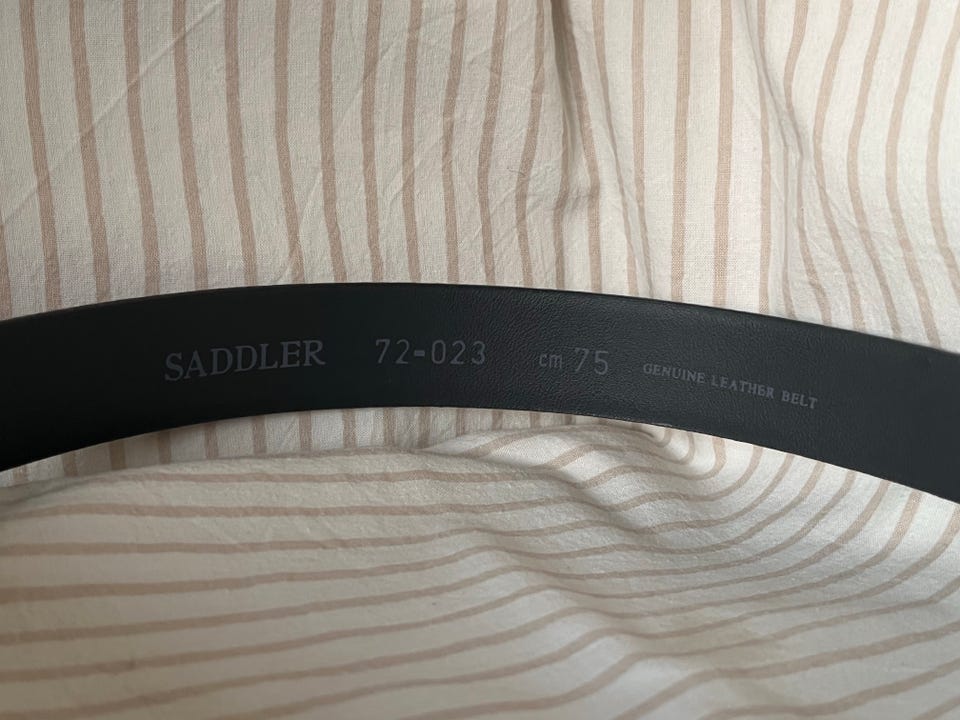 SADDLER 72-023 cm 75 GENUINE LEATHER BELT